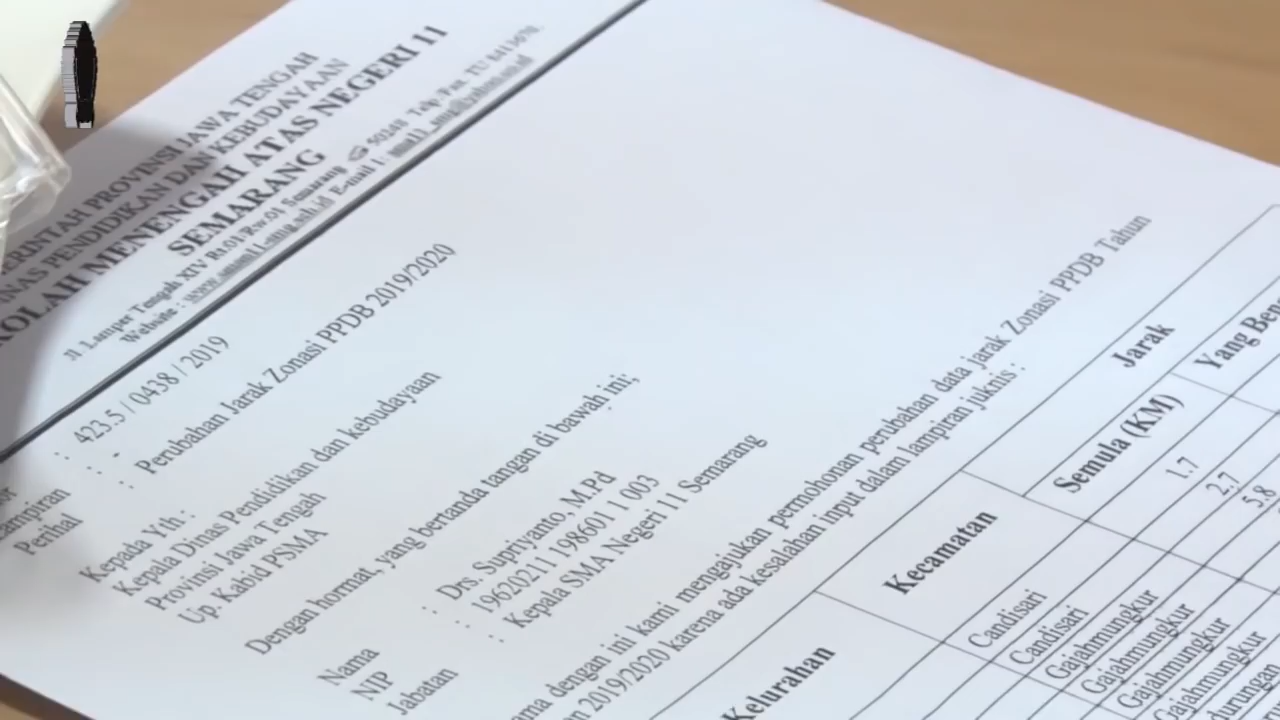 PROVINSI JAWA TENGAH
PENDIDIKAN DAN KEBUDAYAAN
MENENGAH ATAS NEGERI 11
SEMARANG
Jl. Lamper Tengah XIV Rt.01/Rw.01 Semarang 50248 Telp-Fax.
Website : E-mail :
: 423.5 / 0438 / 2019
: -
Perihal : Perubahan Jarak Zonasi PPDB 2019/2020
Kepada Yth :
Kepala Dinas Pendidikan dan kebudayaan
Provinsi Jawa Tengah
Up. Kabid PSMA
Dengan hormat, yang bertanda tangan di bawah ini;
Nama : Drs. Supriyanto, M.Pd
NIP : 19620211 198601 1 003
Jabatan : Kepala SMA Negeri 11 Semarang
dengan ini kami mengajukan permohonan perubahan data jarak Zonasi PPDB Tahun
2019/2020 karena ada kesalahan input dalam lampiran juknis :
Kelurahan Kecamatan Jarak
Semula (KM) Yang
Candisari 1.7
Candisari 2.7
Gajahmungkur 5.8
Gajahmungkur
Gajahmungkur